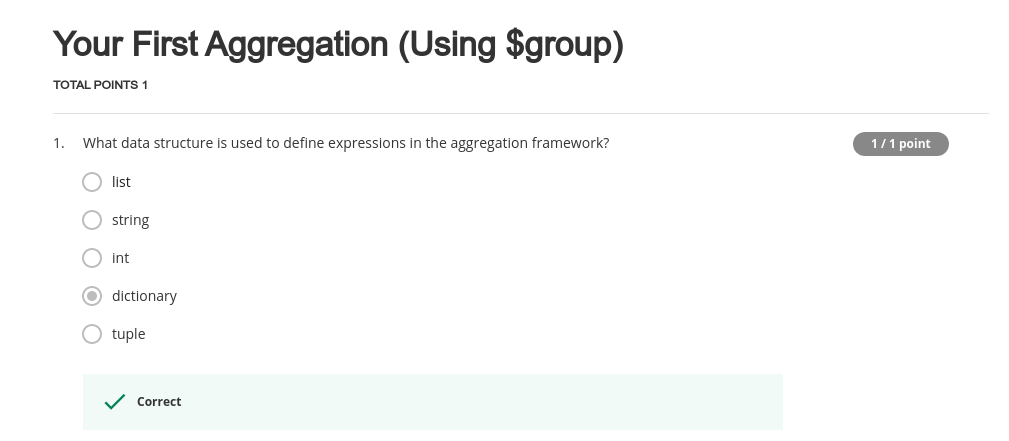 Your First Aggregation (Using $group)
TOTAL POINTS 1
1. What data structure is used to define expressions in the aggregation framework? 1 / 1 point
list
string
int
dictionary
tuple
Correct